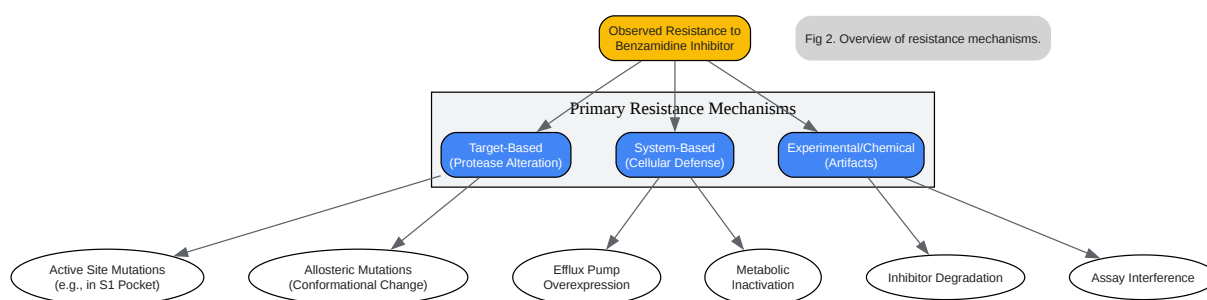 Observed Resistance to
Benzamidine Inhibitor
Fig 2. Overview of resistance mechanisms.
Primary Resistance Mechanisms
Target-Based
(Protease Alteration)
System-Based
(Cellular Defense)
Experimental/Chemical
(Artifacts)
Active Site Mutations
(e.g., in S1 Pocket)
Allosteric Mutations
(Conformational Change)
Efflux Pump
Overexpression
Metabolic
Inactivation
Inhibitor Degradation
Assay Interference